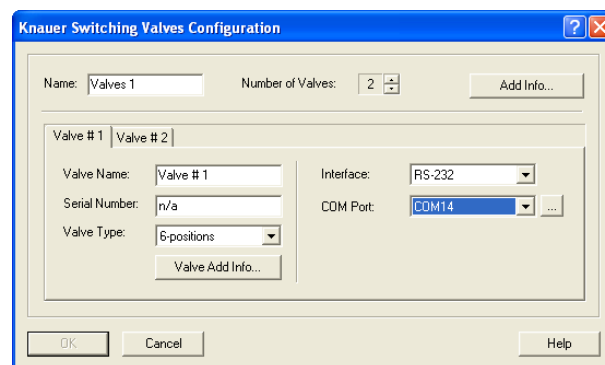 Knauer Switching Valves Configuration
Name: Valves 1 Number of Valves: 2 Add Info...
Valve # 1 Valve # 2
Valve Name: Valve # 1 Interface: RS-232
Serial Number: n/a COM Port: COM14 ...
Valve Type: 6-positions
Valve Add Info...
OK Cancel Help